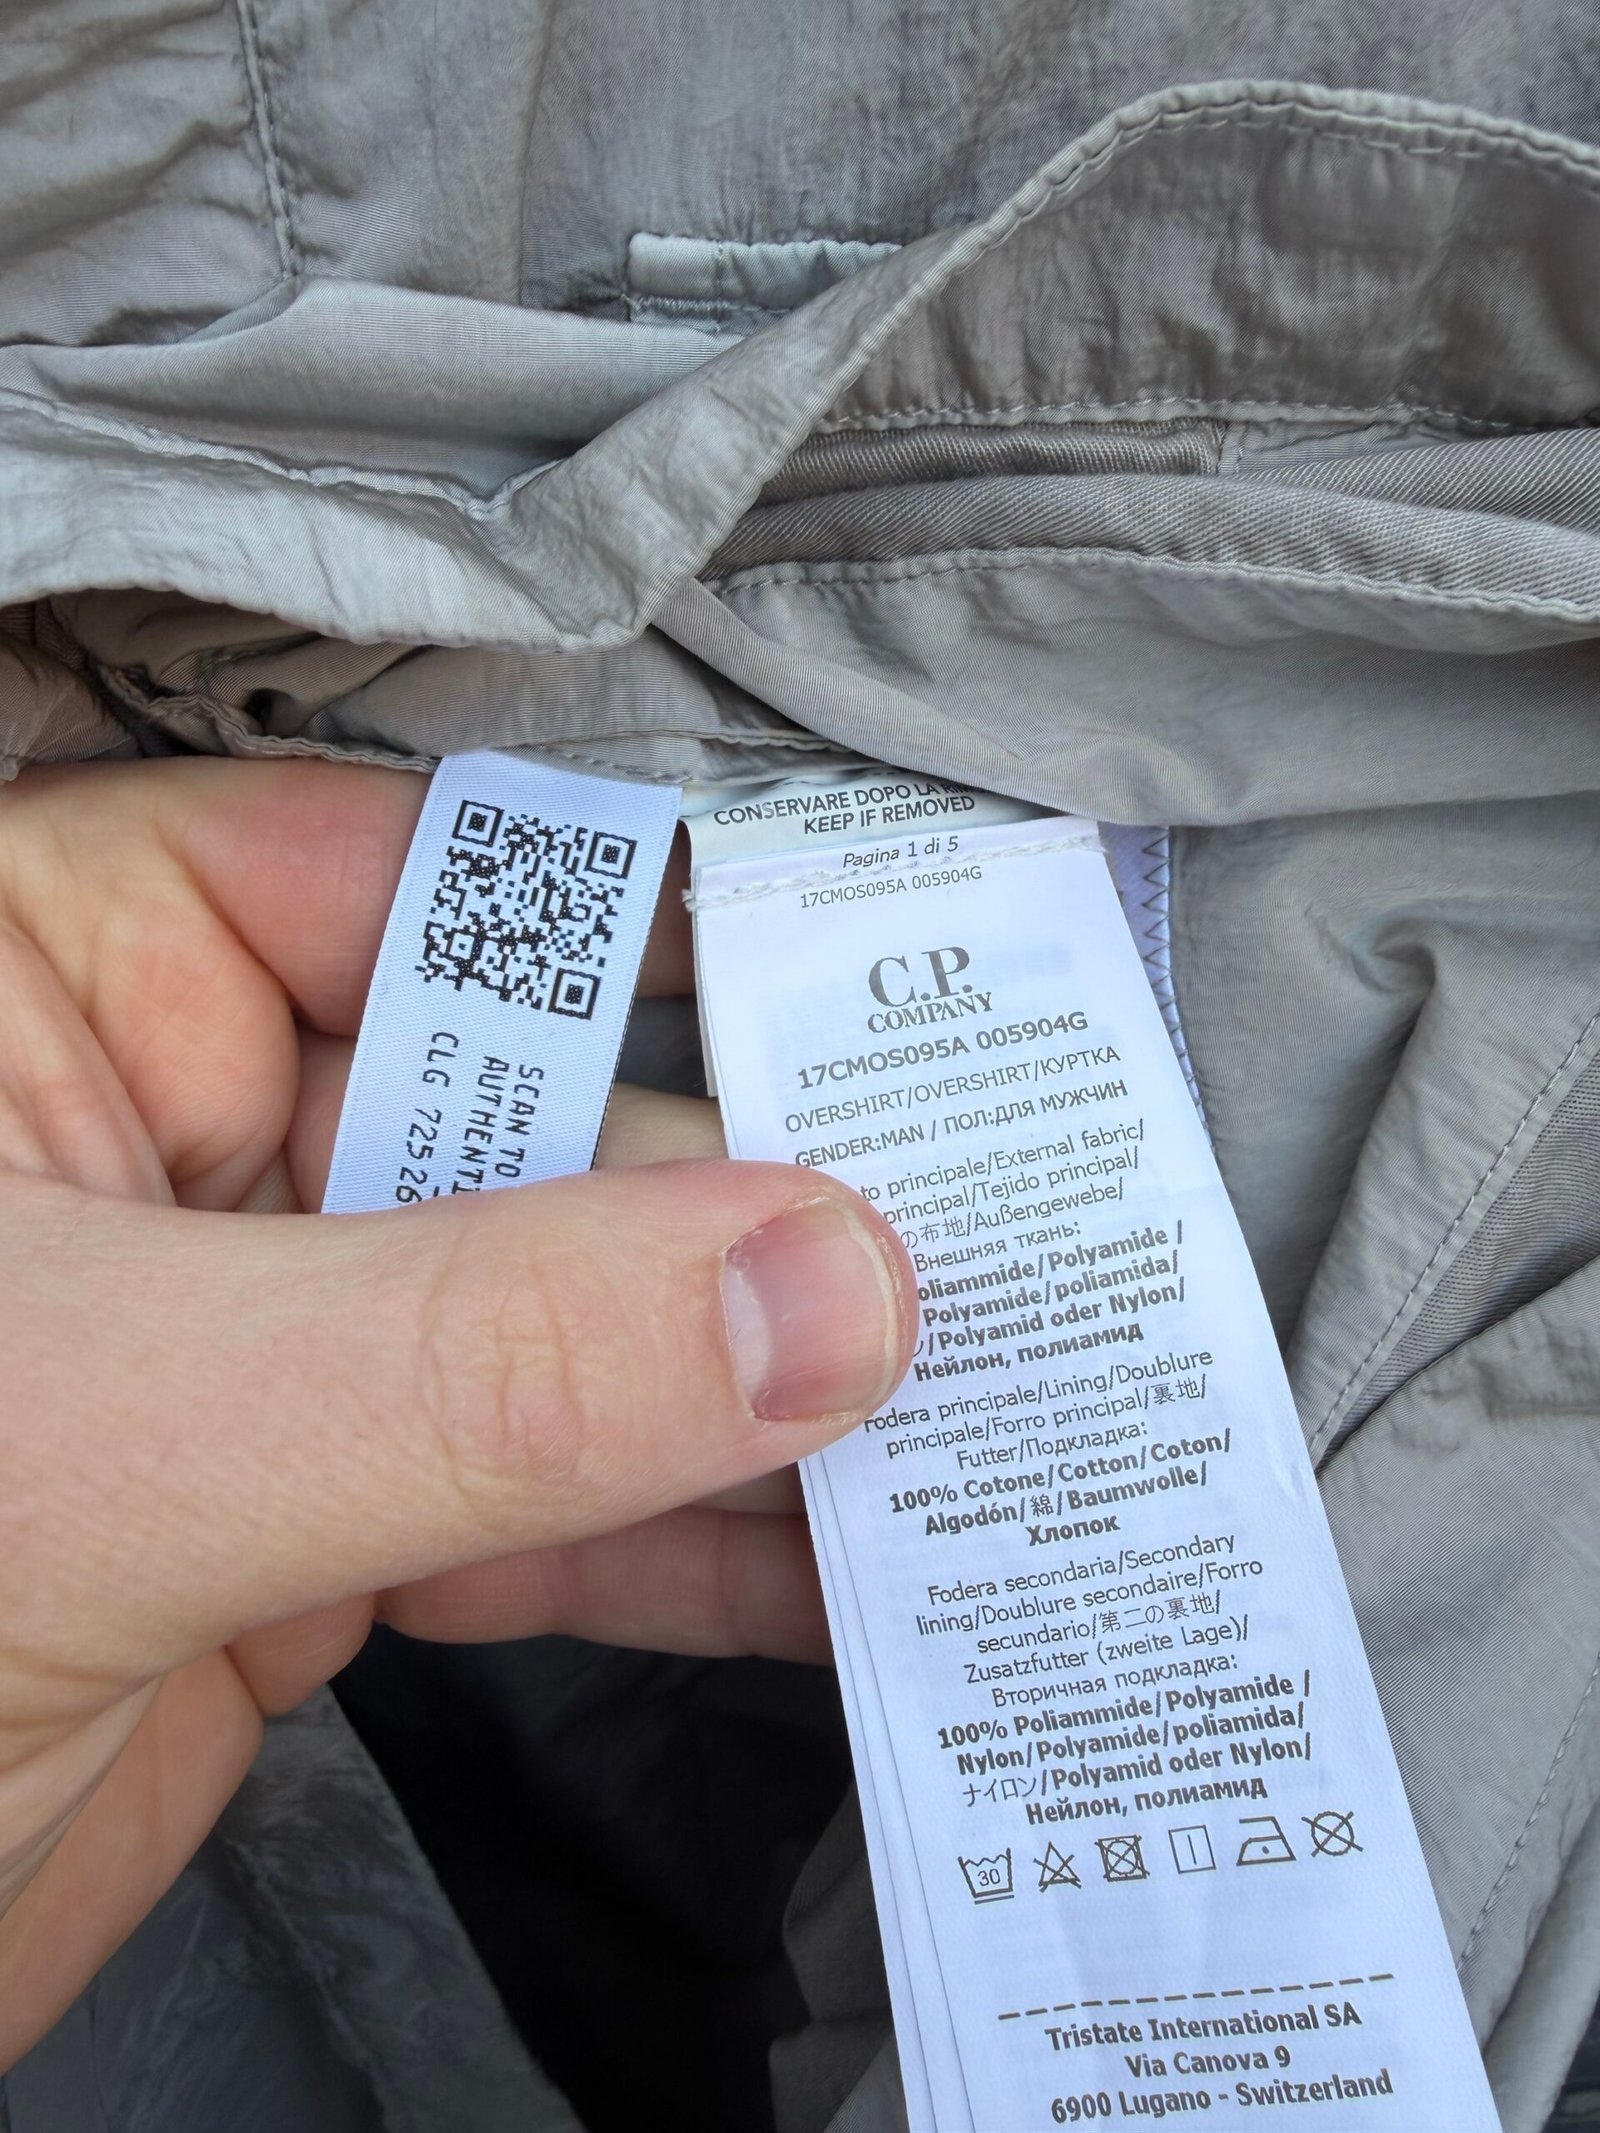 SCAN TO
AUTHENTI
CLG 725 26
CONSERVARE DOPO LA
KEEP IF REMOVED
Pagina 1 di 5
17CMOS095A 005904G
C.P.
COMPANY
17CMOS095A 005904G
OVERSHIRT/OVERSHIRT/КУРТКА
GENDER:MAN / ПОЛ:ДЛЯ МУЖЧИН
to principale/External fabric/
principal/Tejido principal/
の布地/Außengewebe/
Внешняя ткань:
oliammide/Polyamide /
Polyamide/poliamida/
/Polyamid oder Nylon/
Нейлон, полиамид
Fodera principale/Lining/Doublure
principale/Forro principal/裏地/
Futter/Подкладка:
100% Cotone/Cotton/Coton/
Algodón/綿/Baumwolle/
Хлопок
Fodera secondaria/Secondary
lining/Doublure secondaire/Forro
secundario/第二の裏地/
Zusatzfutter (zweite Lage)/
Вторичная подкладка:
100% Poliammide/Polyamide /
Nylon/Polyamide/poliamida/
ナイロン/Polyamid oder Nylon/
Нейлон, полиамид
30
Tristate International SA
Via Canova 9
6900 Lugano - Switzerland